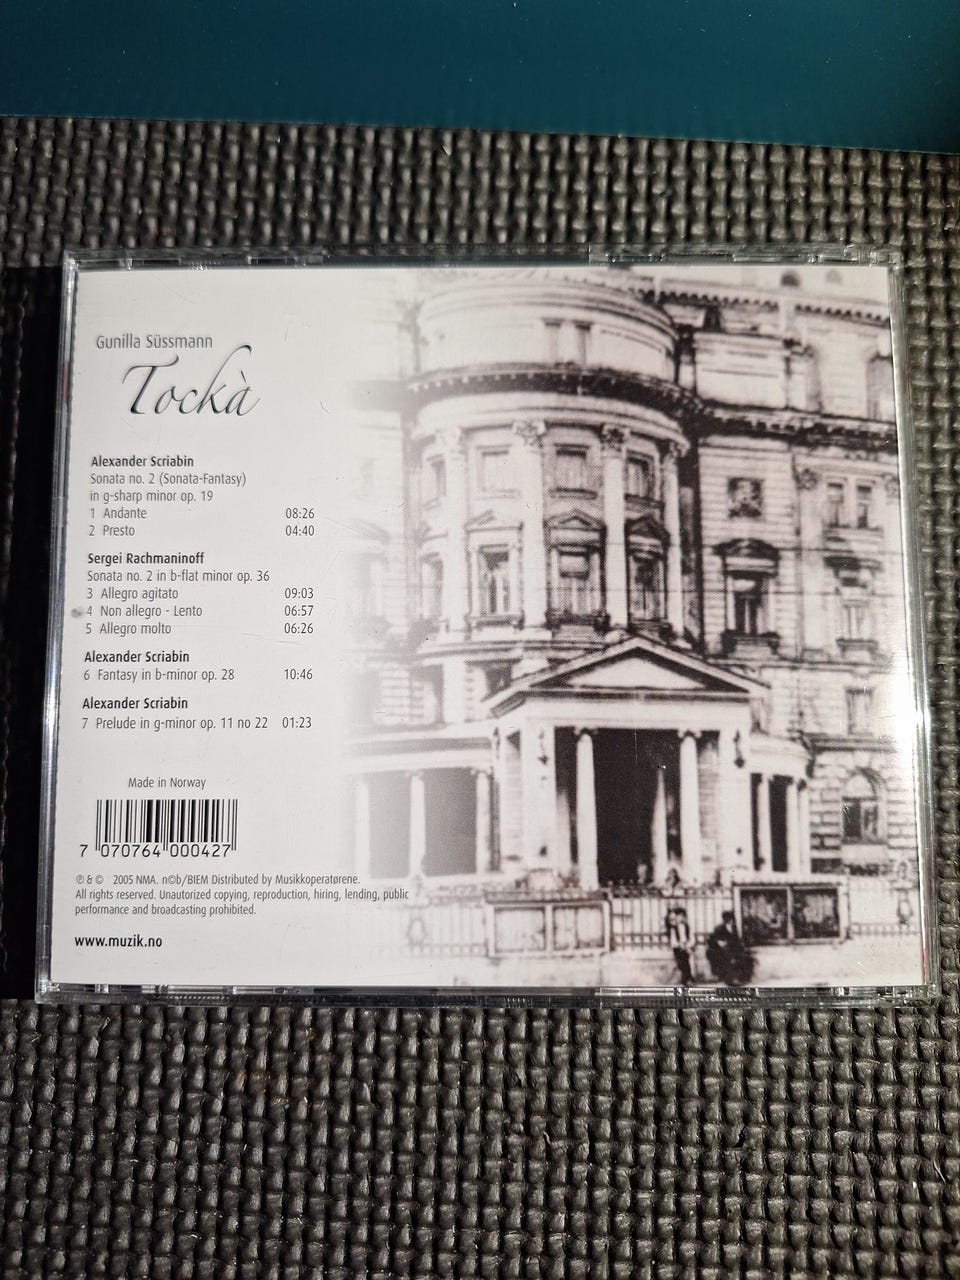 Gunilla Süssmann
Tockà
Alexander Scriabin
Sonata no. 2 (Sonata-Fantasy)
in g-sharp minor op. 19
1 Andante 08:26
2 Presto 04:40
Sergei Rachmaninoff
Sonata no. 2 in b-flat minor op. 36
3 Allegro agitato 09:03
4 Non allegro - Lento 06:57
5 Allegro molto 06:26
Alexander Scriabin
6 Fantasy in b-minor op. 28 10:46
Alexander Scriabin
7 Prelude in g-minor op. 11 no 22 01:23
Made in Norway
7 070764 000427
℗ & © 2005 NMA. n©b/BIEM Distributed by Musikkoperatørene.
All rights reserved. Unautorized copying, reproduction, hiring, lending, public
performance and broadcasting prohibited.
www.muzik.no